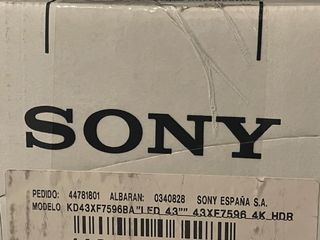 SONY
PEDIDO: 44781801 ALBARAN: 0340828 SONY ESPAÑA S.A.
MODELO KD43XF7596BA"LED 43"" 43XF7596 4K HDR